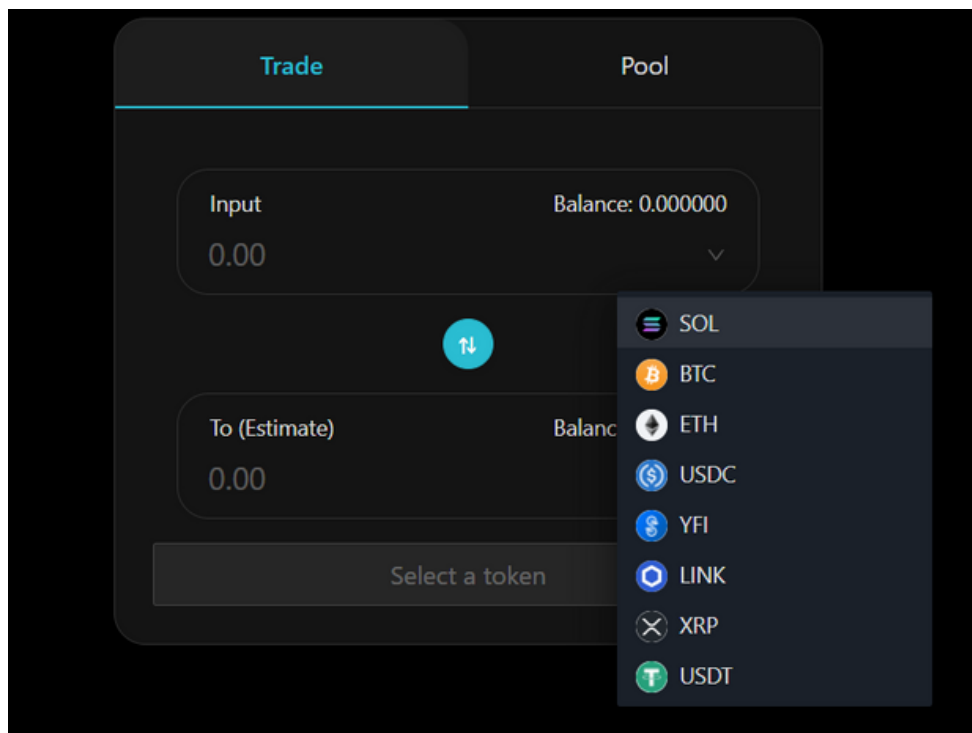 Trade Pool
Input Balance: 0.000000
0.00
SOL
BTC
To (Estimate) Balanc
ETH
0.00
USDC
YFI
Select a token
LINK
XRP
USDT